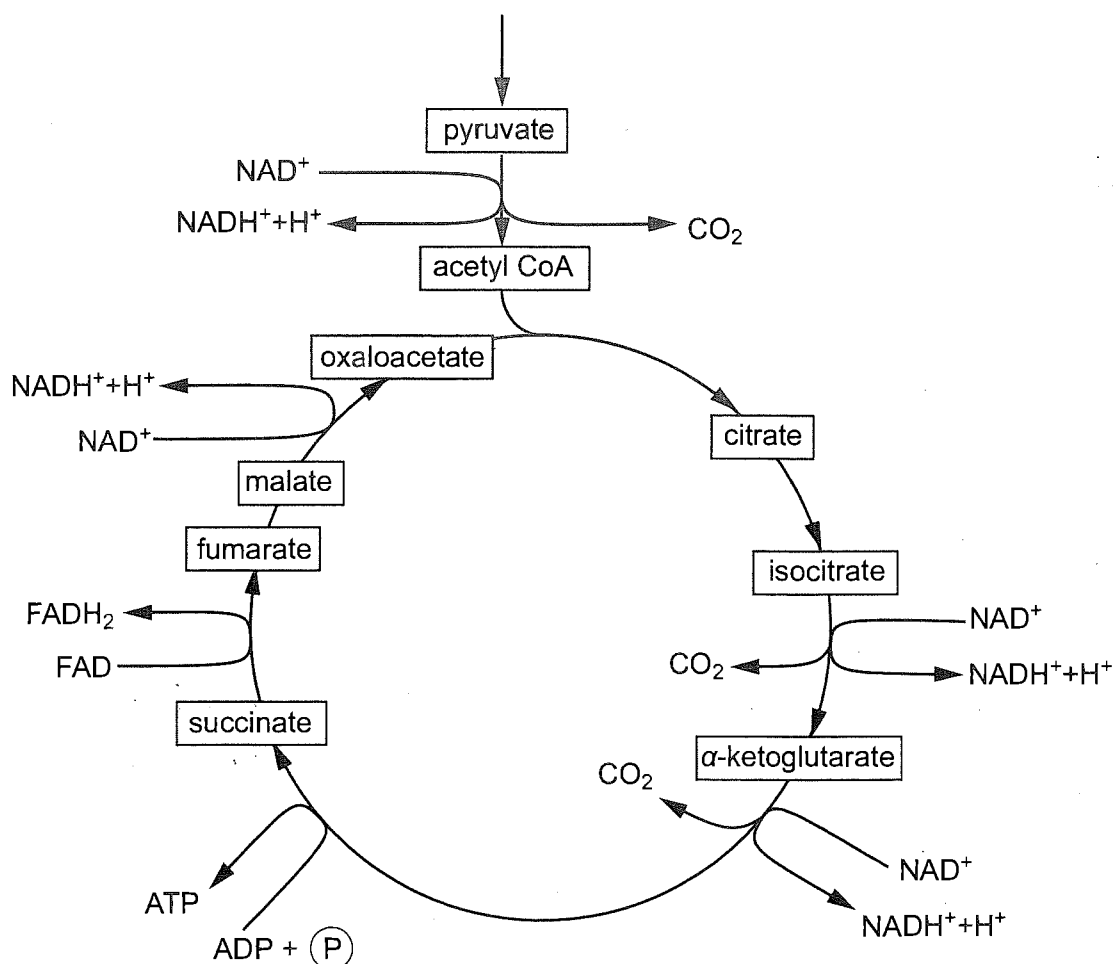 pyruvate
NAD⁺
NADH⁺+H⁺
CO₂
acetyl CoA
oxaloacetate
NADH⁺+H⁺
NAD⁺
citrate
malate
fumarate
isocitrate
FADH₂
NAD⁺
FAD
CO₂
NADH⁺+H⁺
succinate
α-ketoglutarate
CO₂
NAD⁺
ATP
NADH⁺+H⁺
ADP + P